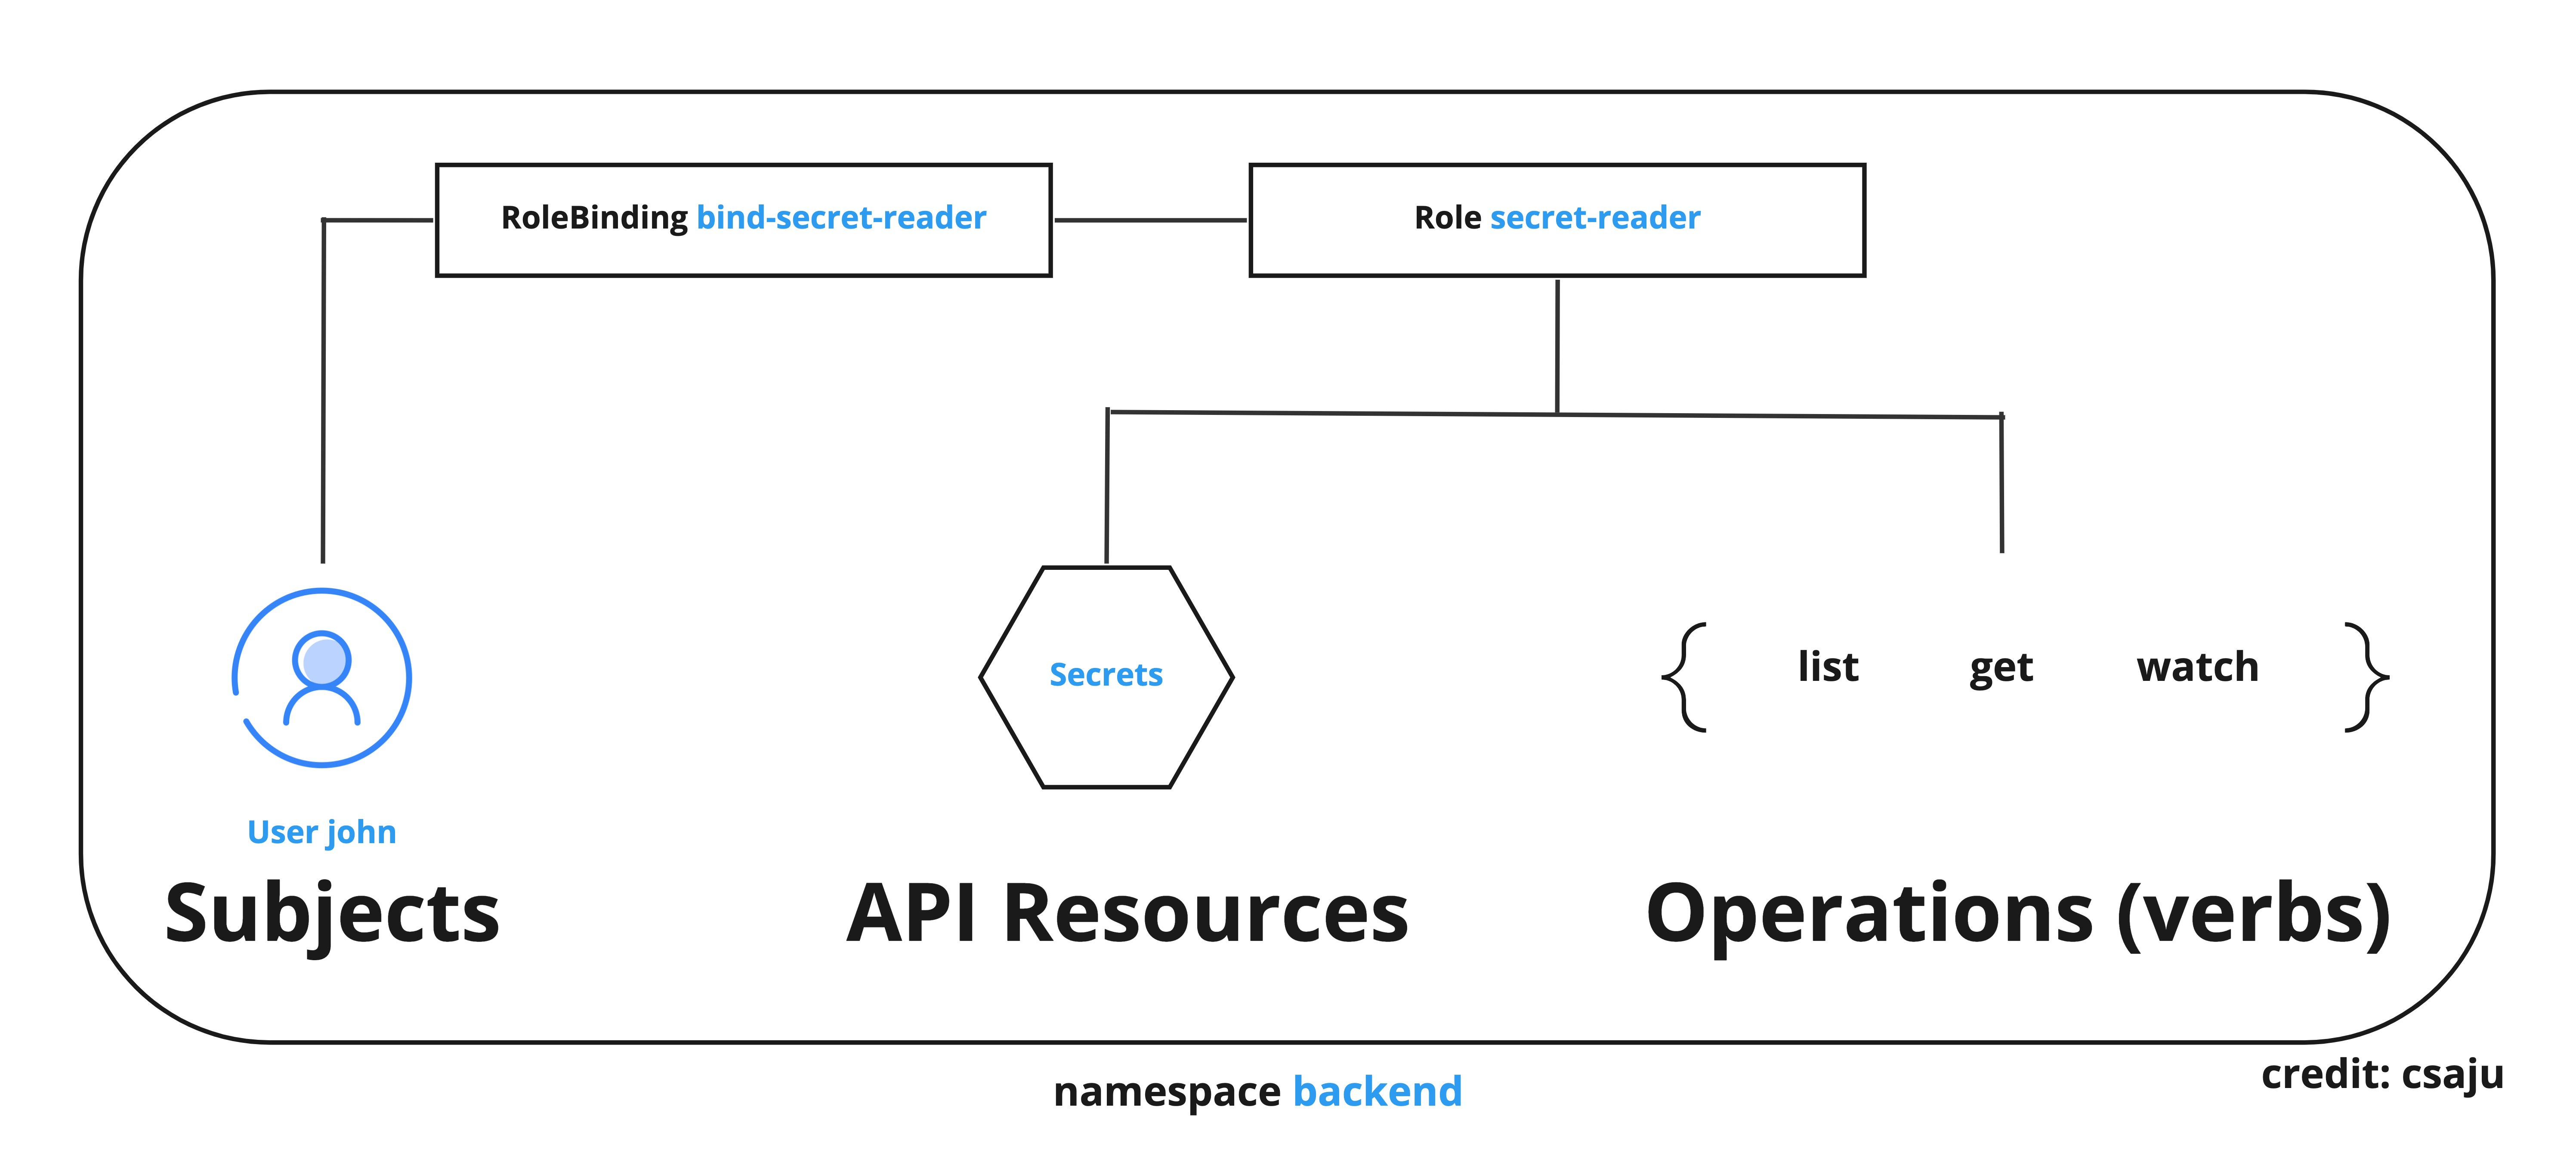 RoleBinding bind-secret-reader
Role secret-reader
Secrets
list get watch
User john
Subjects
API Resources
Operations (verbs)
namespace backend
credit: csaju